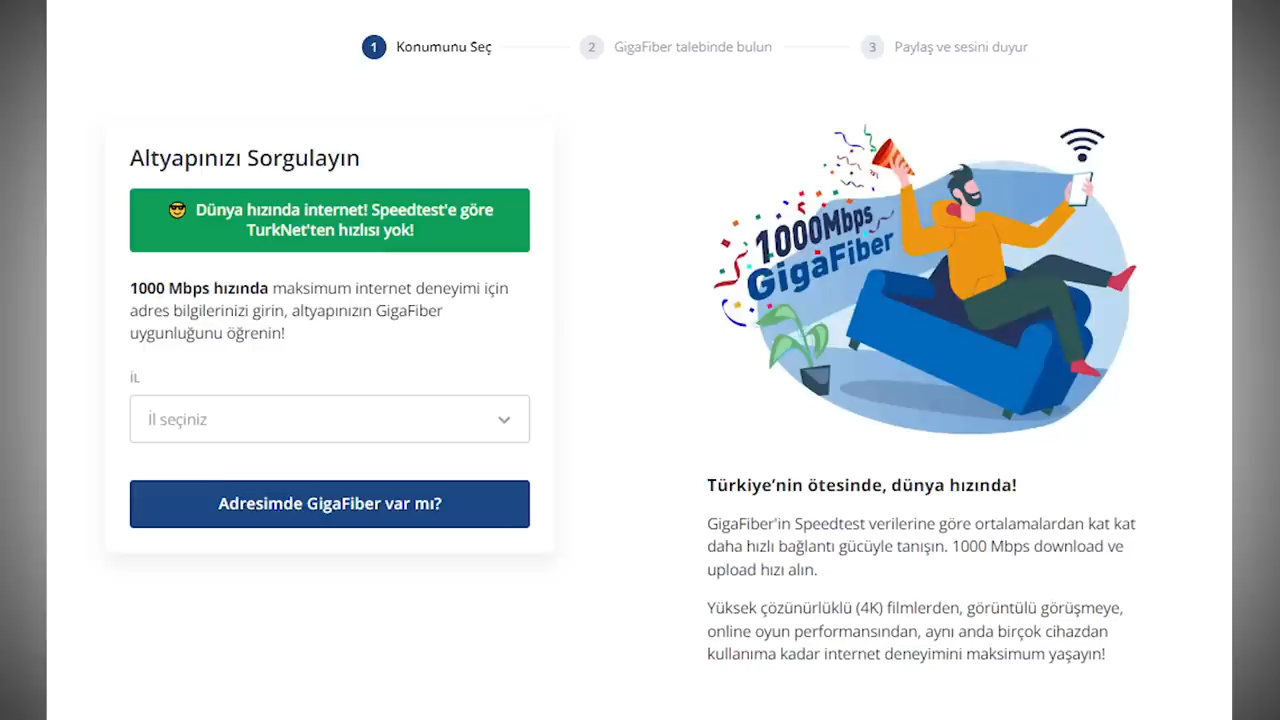 1 Konumunu Seç
2 GigaFiber talebinde bulun
3 Paylaş ve sesini duyur
Altyapınızı Sorgulayın
😎 Dünya hızında internet! Speedtest'e göre
TurkNet'ten hızlısı yok!
1000 Mbps hızında maksimum internet deneyimi için
adres bilgilerinizi girin, altyapınızın GigaFiber
uygunluğunu öğrenin!
İL
İl seçiniz
Adresimde GigaFiber var mı?
1000Mbps
GigaFiber
Türkiye’nin ötesinde, dünya hızında!
GigaFiber'in Speedtest verilerine göre ortalamalardan kat kat
daha hızlı bağlantı gücüyle tanışın. 1000 Mbps download ve
upload hızı alın.
Yüksek çözünürlüklü (4K) filmlerden, görüntülü görüşmeye,
online oyun performansından, aynı anda birçok cihazdan
kullanıma kadar internet deneyimini maksimum yaşayın!